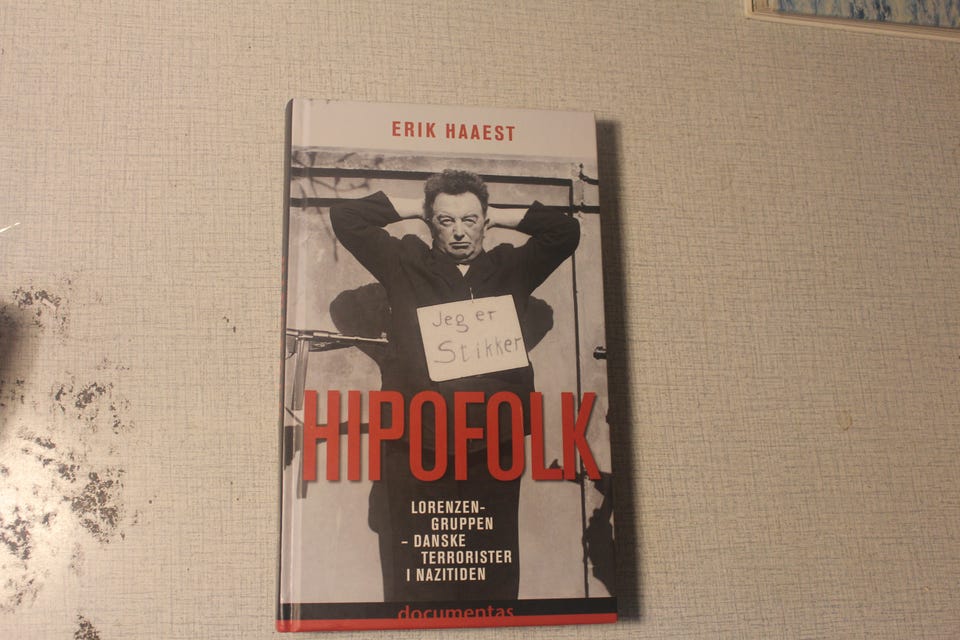 ERIK HAAEST
Jeg er
Stikker
HIPOFOLK
LORENZEN-
GRUPPEN
– DANSKE
TERRORISTER
I NAZITIDEN
documentas